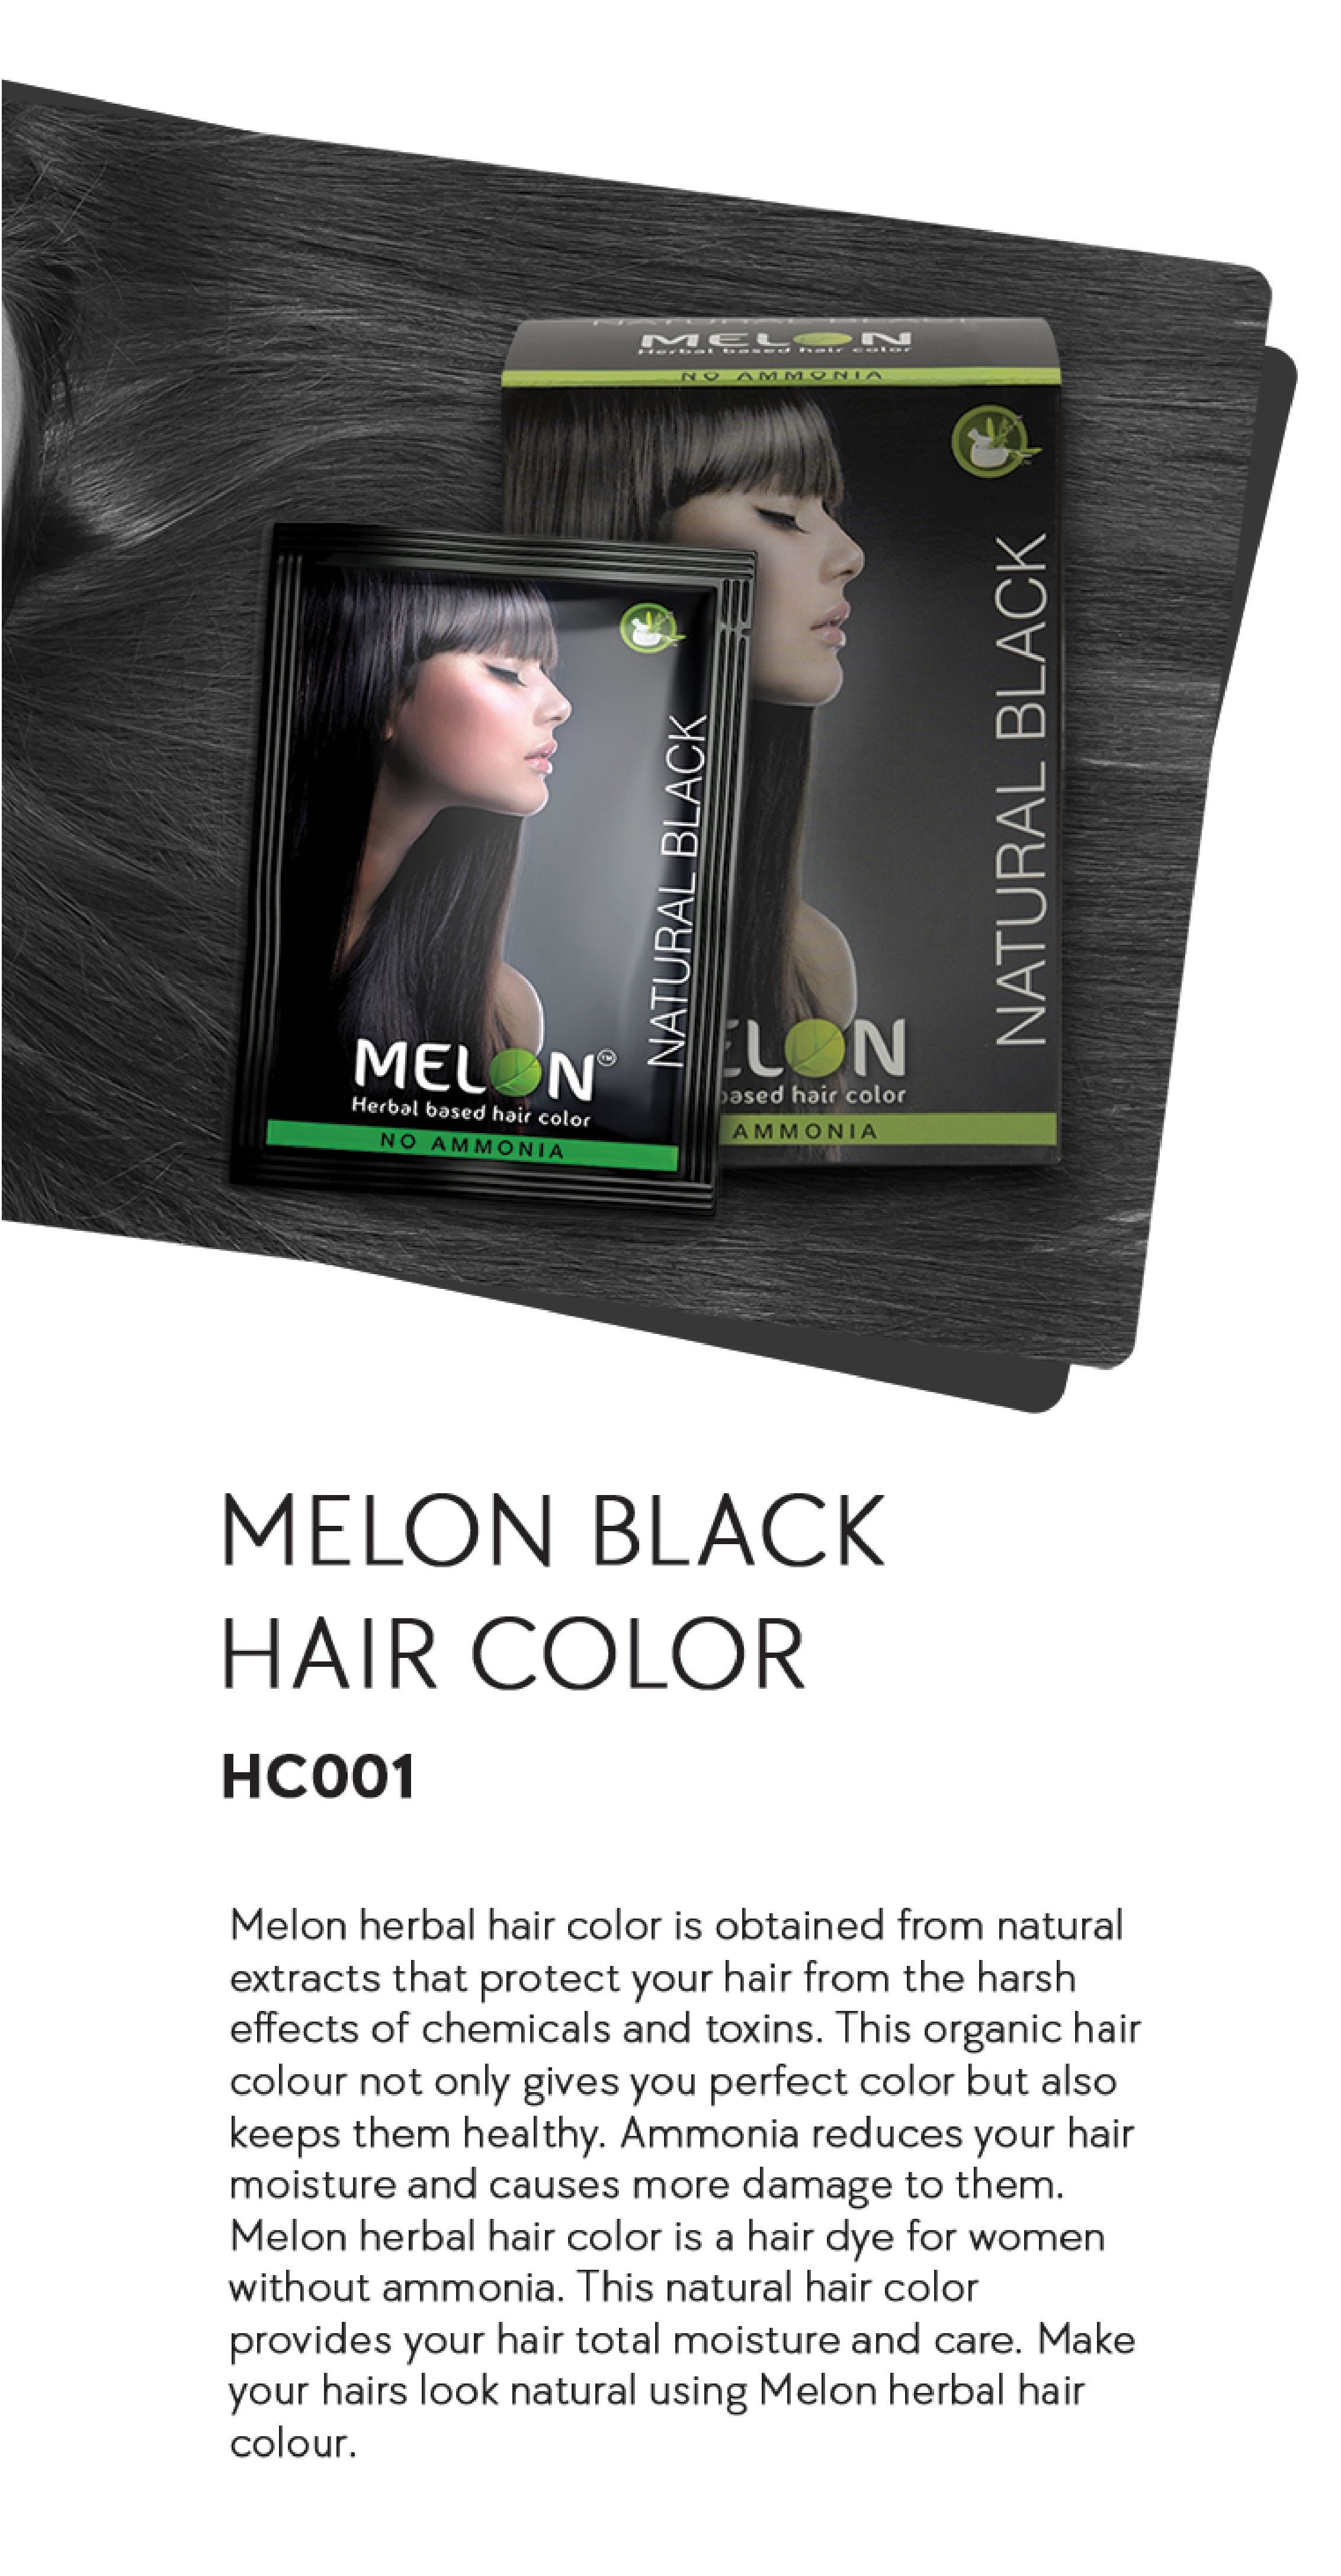 MELON
Herbal based hair color
NO AMMONIA
NATURAL BLACK
NATURAL BLACK
MELON™
Herbal based hair color
NO AMMONIA
based hair color
AMMONIA
MELON BLACK
HAIR COLOR
HC001
Melon herbal hair color is obtained from natural
extracts that protect your hair from the harsh
effects of chemicals and toxins. This organic hair
colour not only gives you perfect color but also
keeps them healthy. Ammonia reduces your hair
moisture and causes more damage to them.
Melon herbal hair color is a hair dye for women
without ammonia. This natural hair color
provides your hair total moisture and care. Make
your hairs look natural using Melon herbal hair
colour.